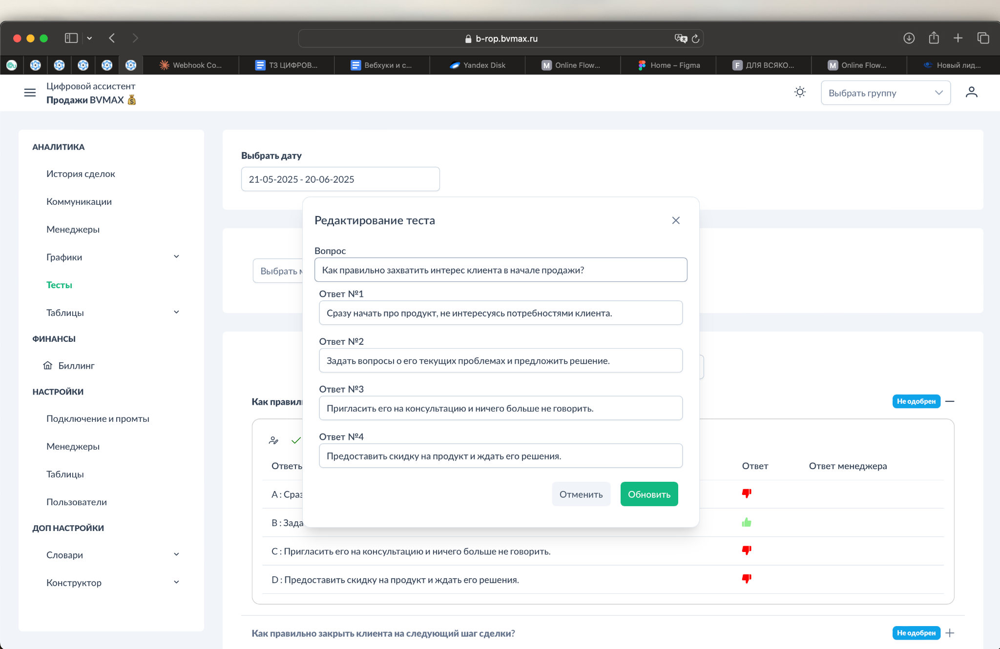 b-rop.bvmax.ru
Webhook Co...
ТЗ ЦИФРОВ...
Вебхуки и с...
Yandex Disk
M Online Flow...
Home – Figma
F ДЛЯ ВСЯКО...
M Online Flow...
Новый лид...
Цифровой ассистент
Продажи BVMAX
Выбрать группу
АНАЛИТИКА
История сделок
Коммуникации
Менеджеры
Графики
Тесты
Таблицы
ФИНАНСЫ
Биллинг
НАСТРОЙКИ
Подключение и промты
Менеджеры
Таблицы
Пользователи
ДОП НАСТРОЙКИ
Словари
Конструктор
Выбрать дату
21-05-2025 - 20-06-2025
Выбрать
Редактирование теста
Вопрос
Как правильно захватить интерес клиента в начале продажи?
Ответ №1
Сразу начать про продукт, не интересуясь потребностями клиента.
Ответ №2
Задать вопросы о его текущих проблемах и предложить решение.
Ответ №3
Пригласить его на консультацию и ничего больше не говорить.
Ответ №4
Предоставить скидку на продукт и ждать его решения.
Отменить
Обновить
Как правил
Не одобрен
Ответы
Ответ
Ответ менеджера
A : Сраз
B : Зада
C : Пригласить его на консультацию и ничего больше не говорить.
D : Предоставить скидку на продукт и ждать его решения.
Как правильно закрыть клиента на следующий шаг сделки?
Не одобрен